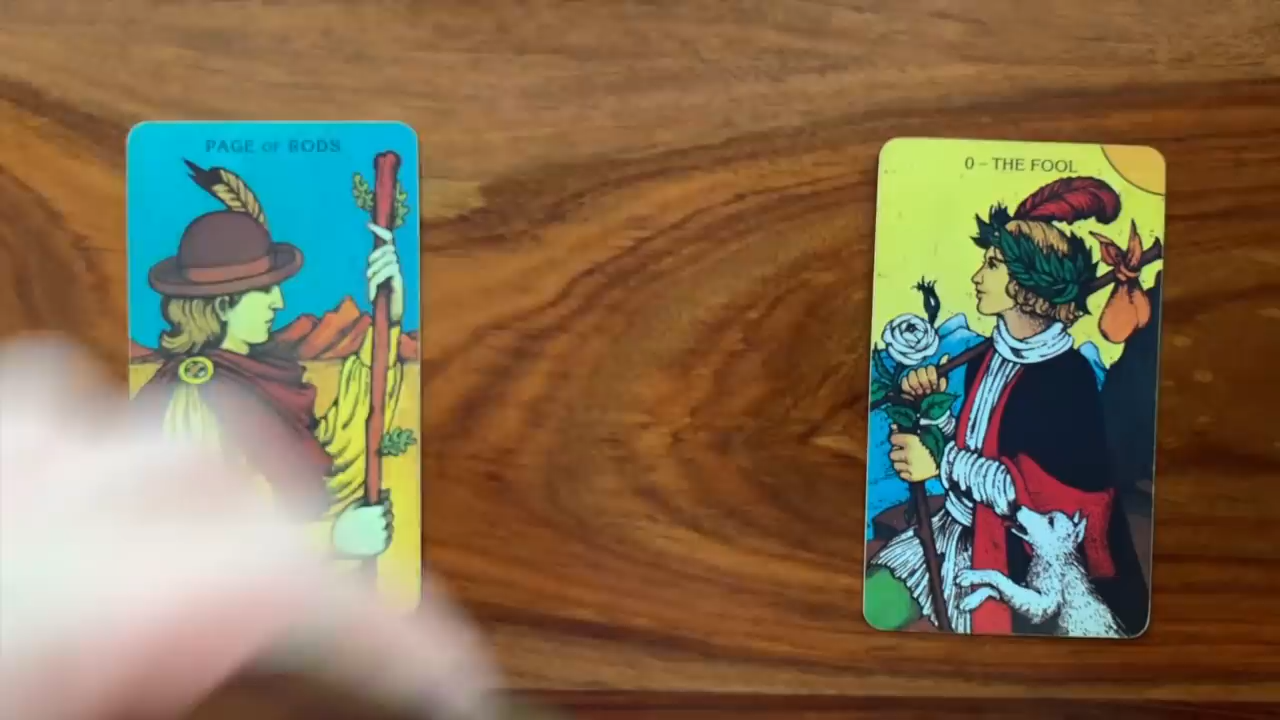 PAGE OF RODS
0 – THE FOOL